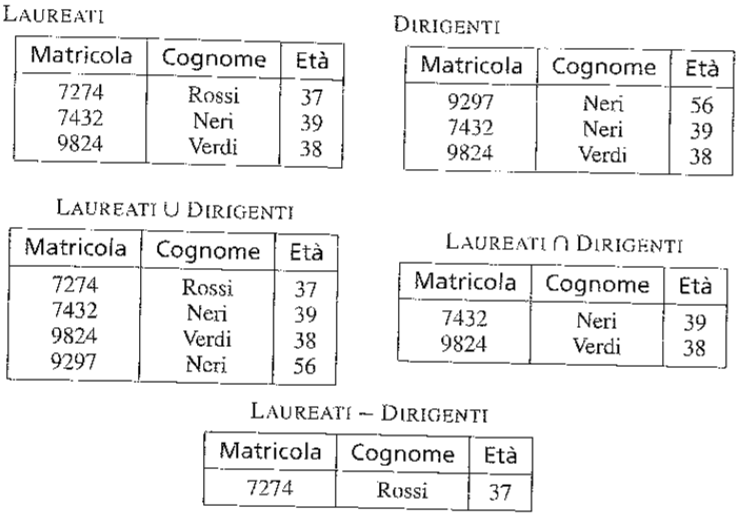 LAUREATI
Matricola Cognome Età
7274 Rossi 37
7432 Neri 39
9824 Verdi 38
DIRIGENTI
Matricola Cognome Età
9297 Neri 56
7432 Neri 39
9824 Verdi 38
LAUREATI ∪ DIRIGENTI
Matricola Cognome Età
7274 Rossi 37
7432 Neri 39
9824 Verdi 38
9297 Neri 56
LAUREATI ∩ DIRIGENTI
Matricola Cognome Età
7432 Neri 39
9824 Verdi 38
LAUREATI – DIRIGENTI
Matricola Cognome Età
7274 Rossi 37